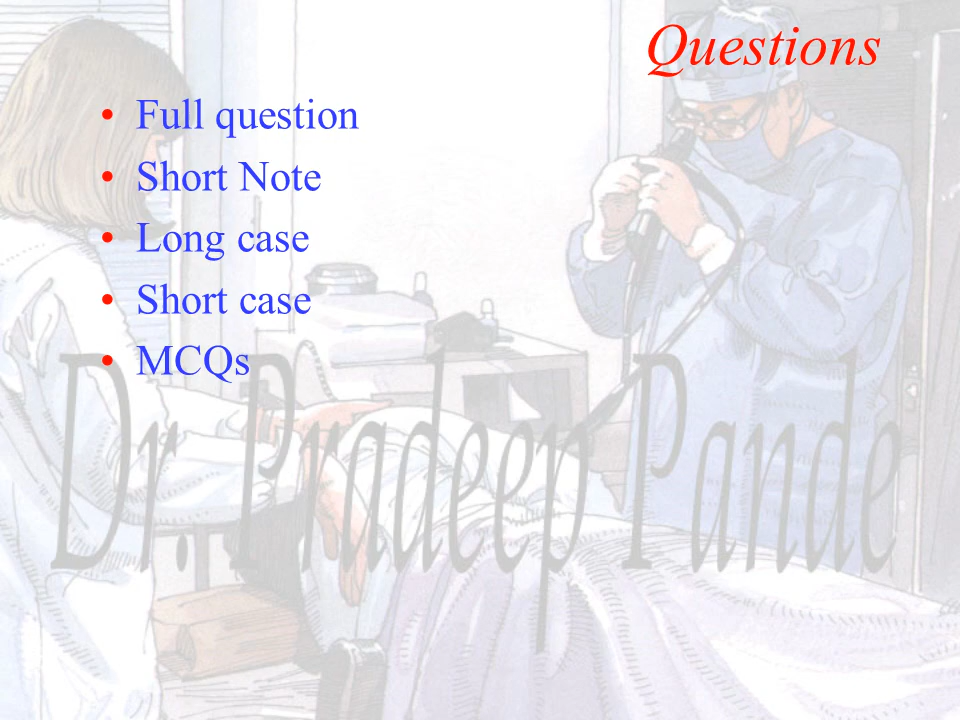 Questions
• Full question
• Short Note
• Long case
• Short case
• MCQs
Dr. Pradeep Pande